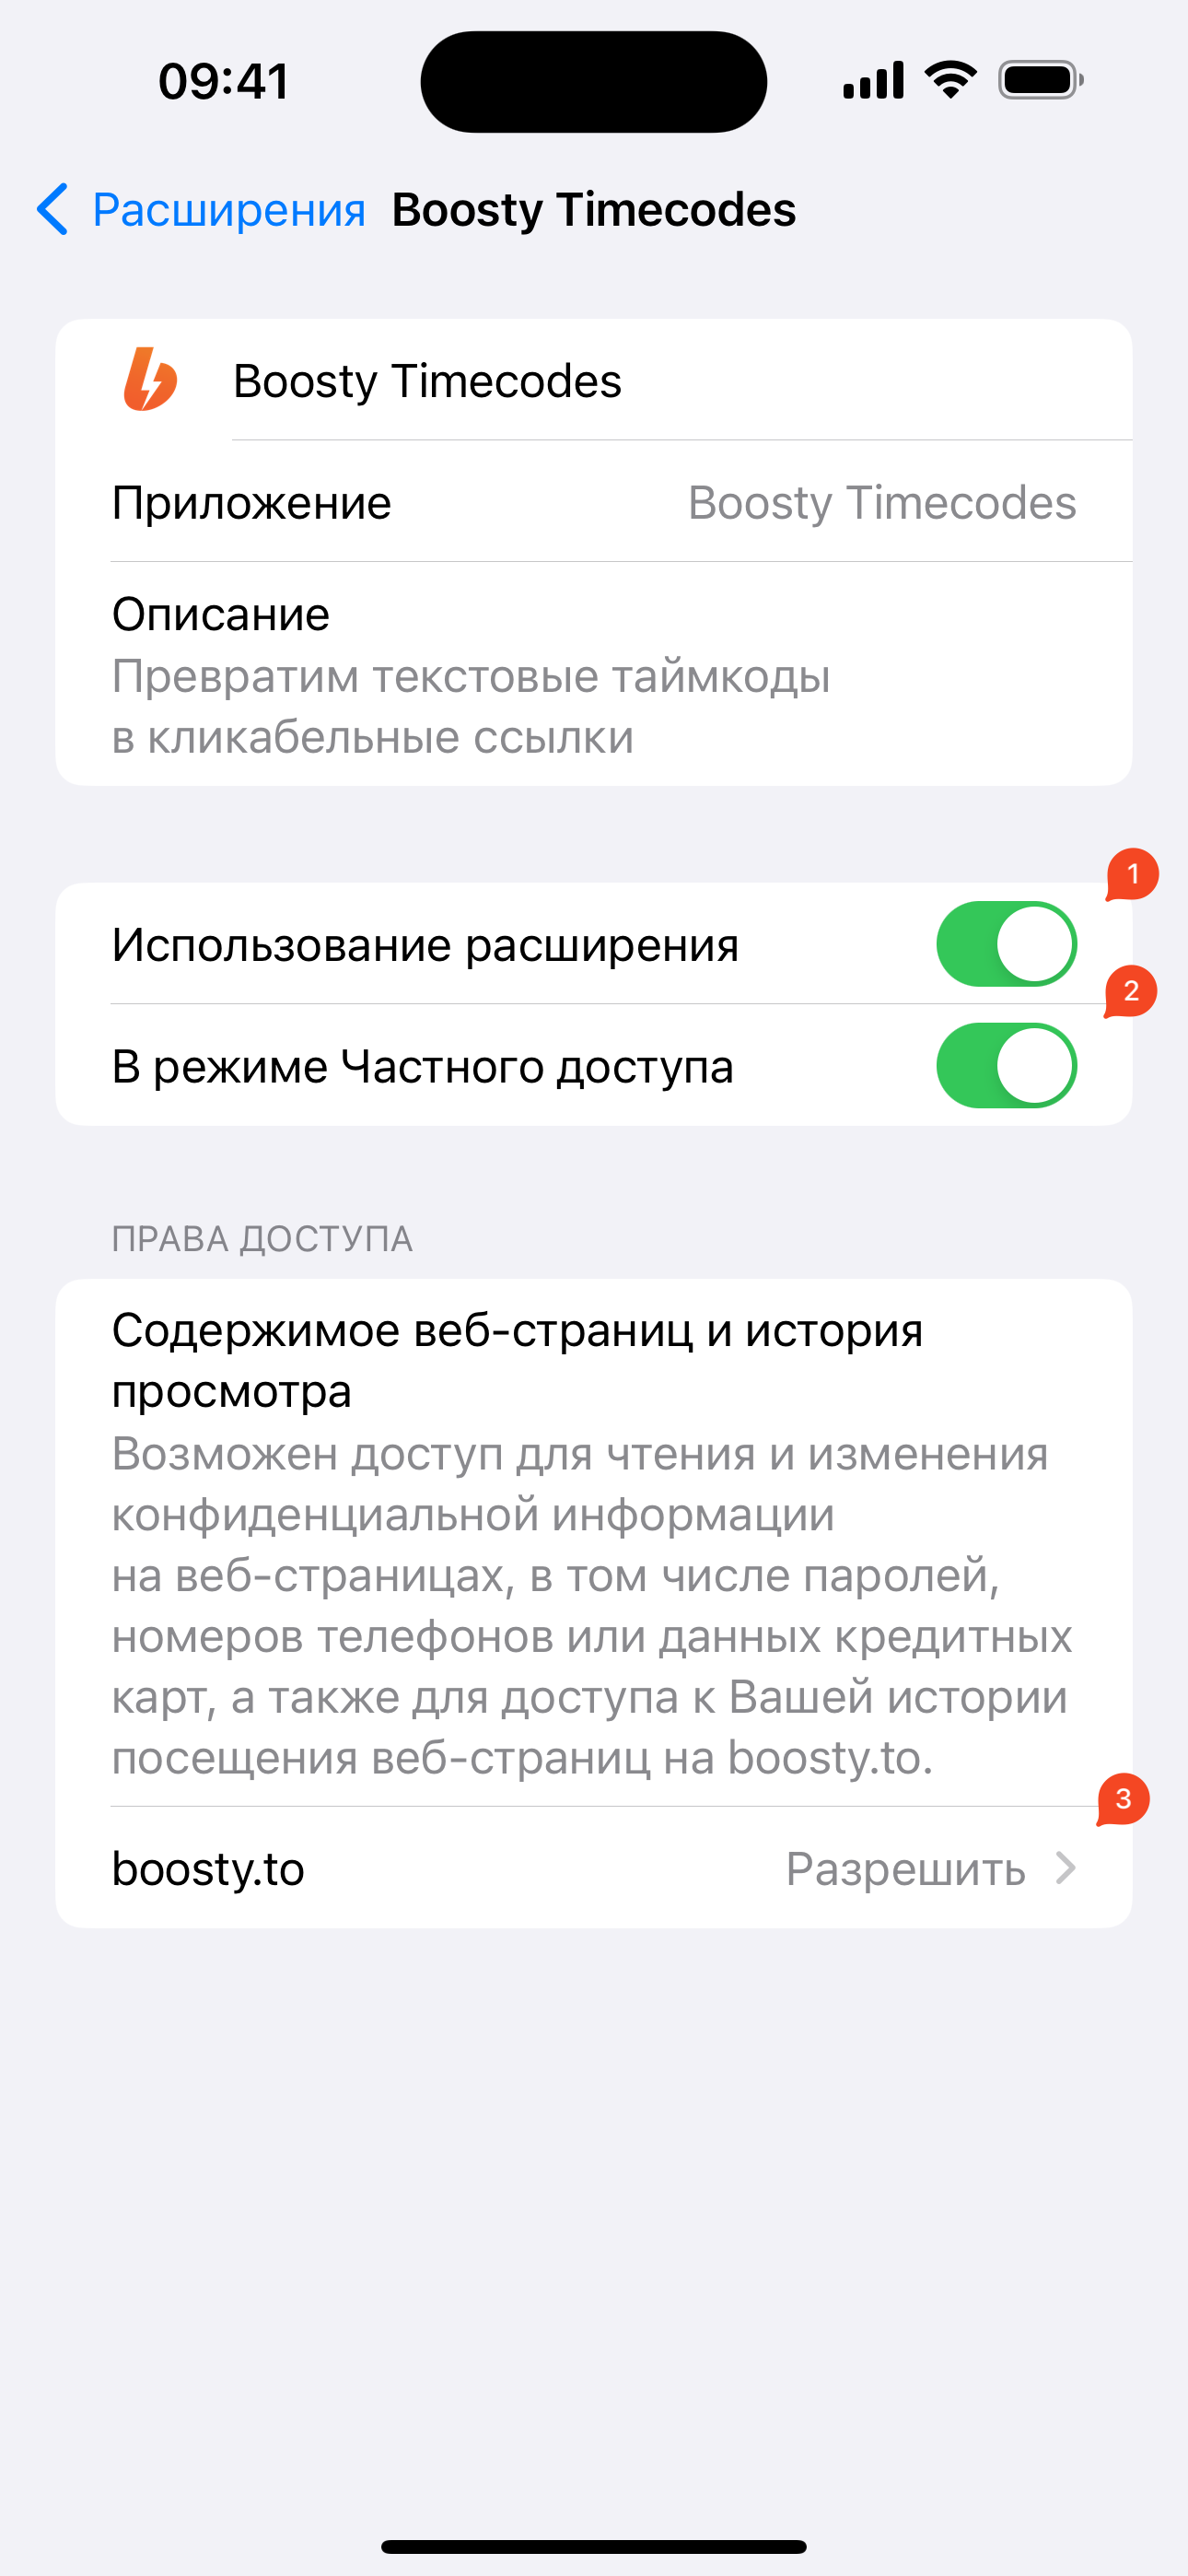 09:41
Расширения Boosty Timecodes
Boosty Timecodes
Приложение Boosty Timecodes
Описание
Превратим текстовые таймкоды
в кликабельные ссылки
1
Использование расширения
2
В режиме Частного доступа
ПРАВА ДОСТУПА
Содержимое веб-страниц и история
просмотра
Возможен доступ для чтения и изменения
конфиденциальной информации
на веб-страницах, в том числе паролей,
номеров телефонов или данных кредитных
карт, а также для доступа к Вашей истории
посещения веб-страниц на boosty.to.
3
boosty.to Разрешить